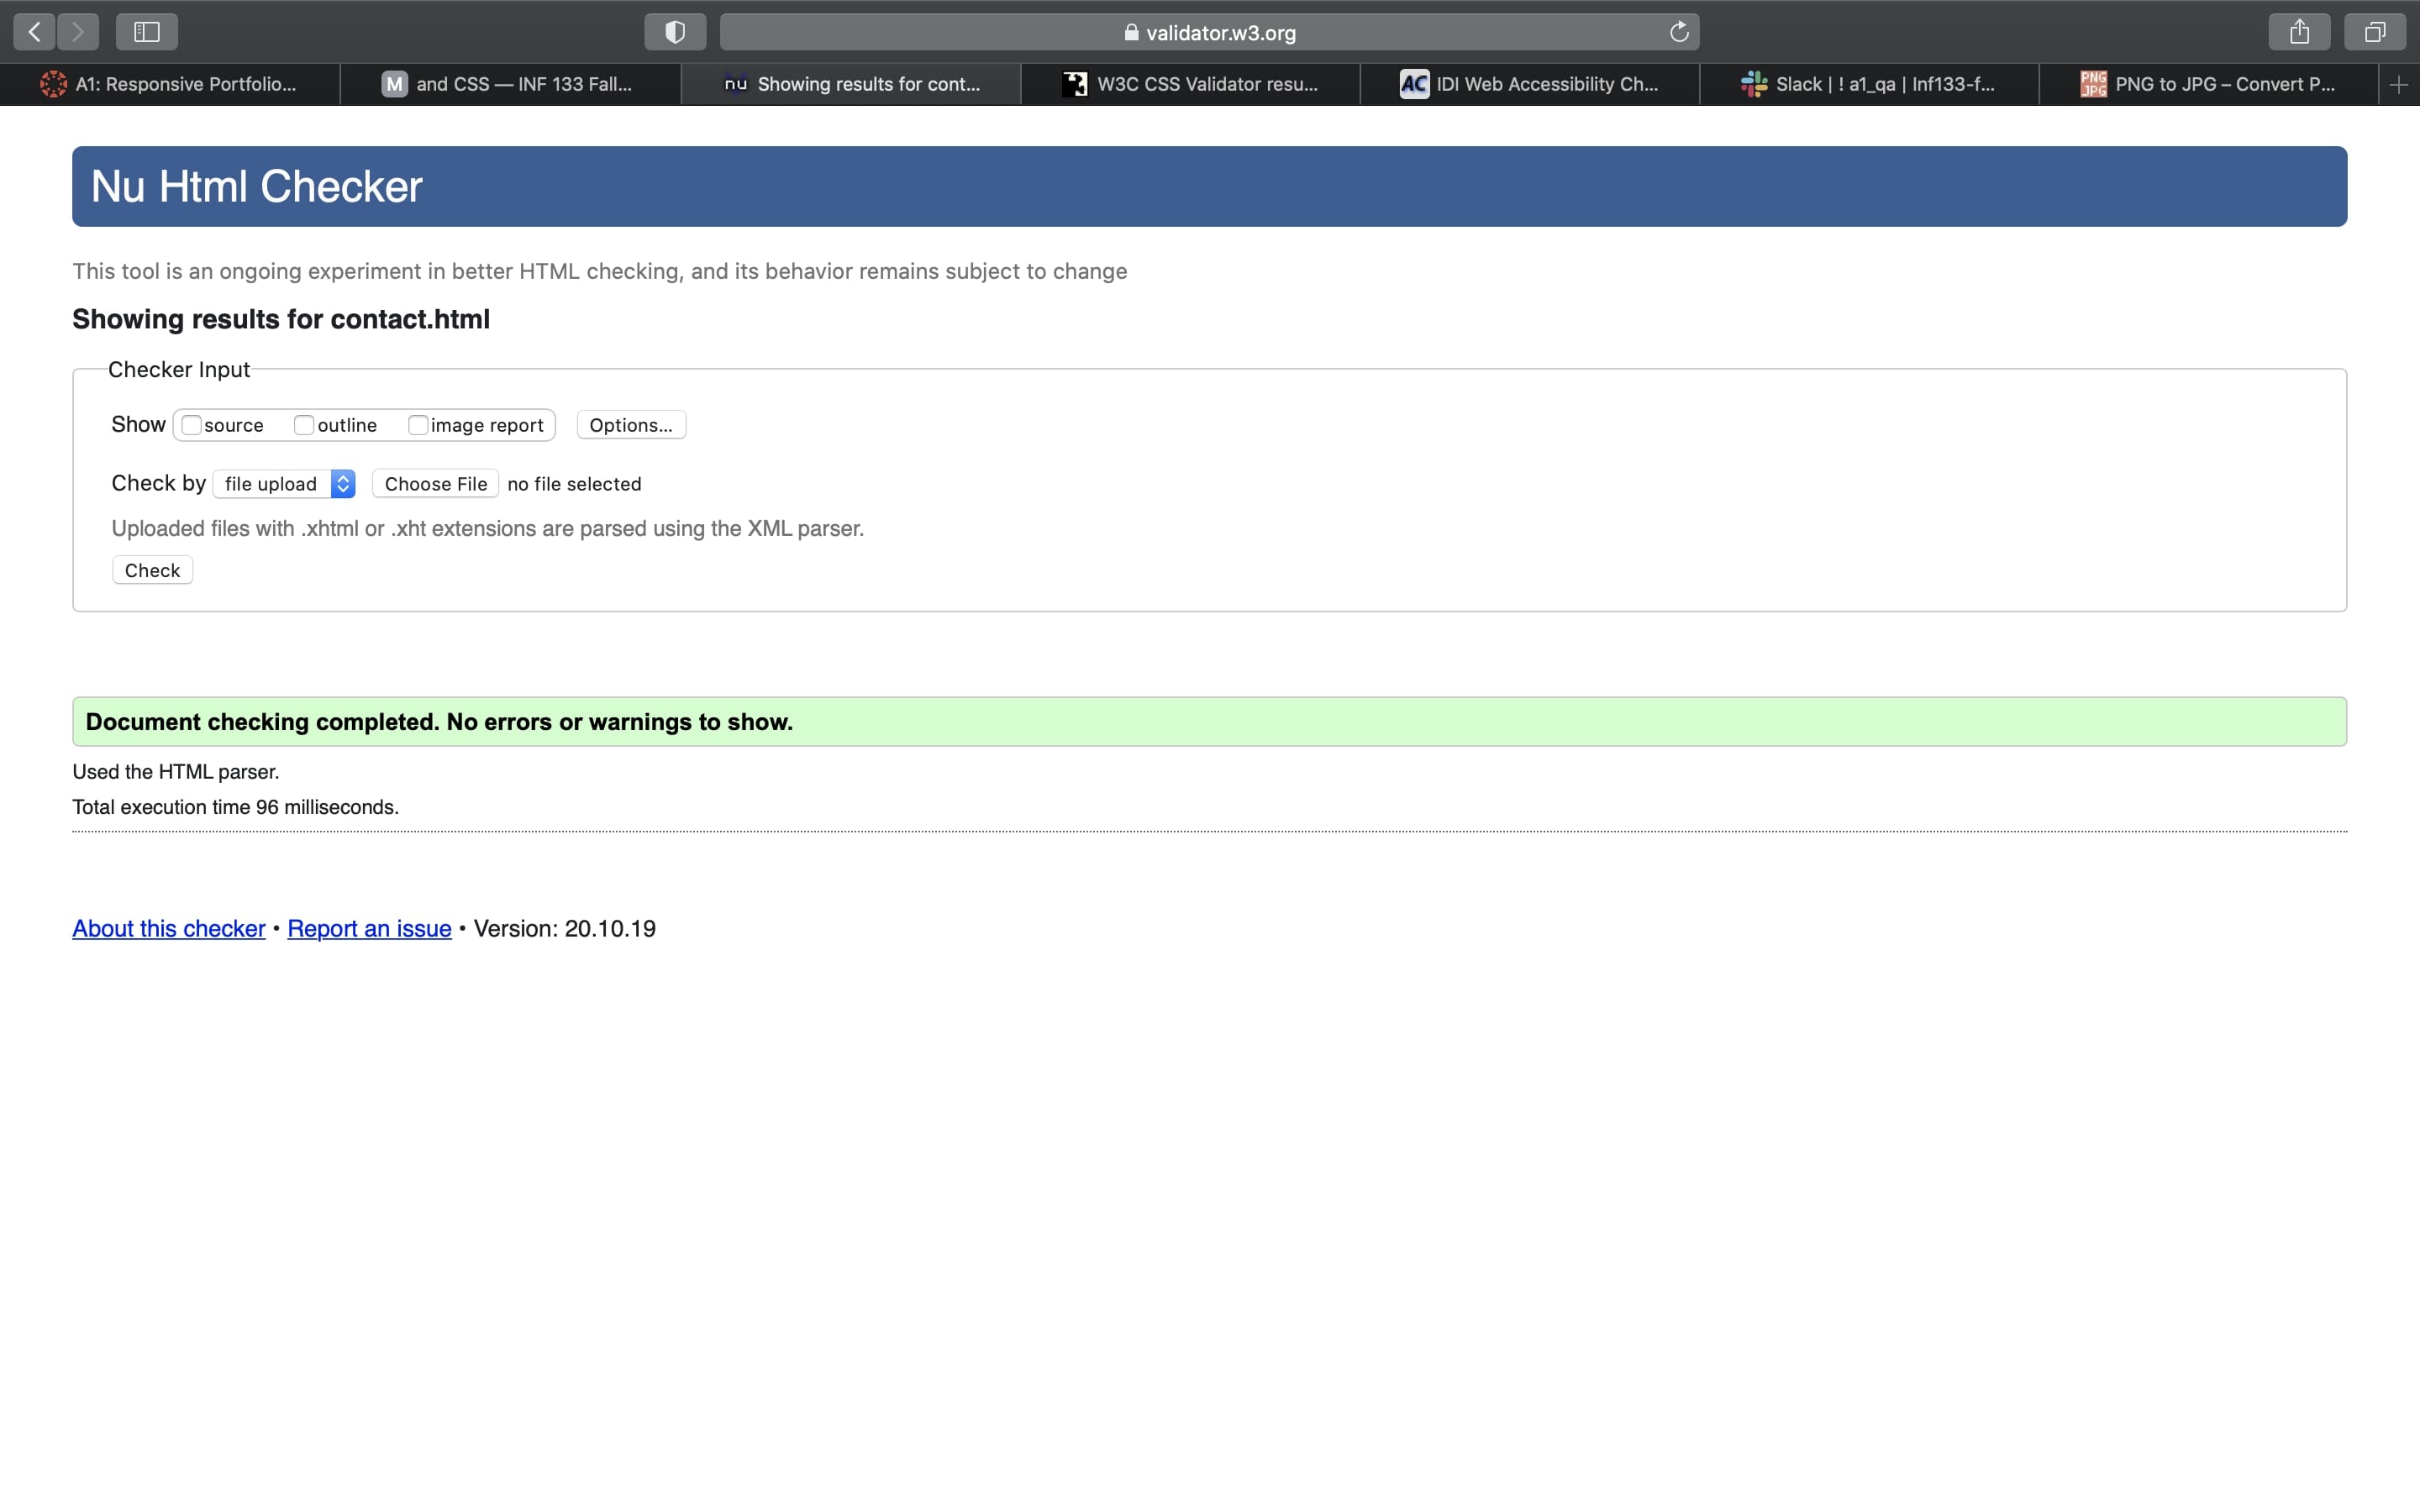 validator.w3.org
A1: Responsive Portfolio...
M and CSS — INF 133 Fall...
nu Showing results for cont...
W3C CSS Validator resu...
AC IDI Web Accessibility Ch...
Slack | ! a1_qa | Inf133-f...
PNG JPG PNG to JPG – Convert P...
Nu Html Checker
This tool is an ongoing experiment in better HTML checking, and its behavior remains subject to change
Showing results for contact.html
Checker Input
Show source outline image report Options...
Check by file upload Choose File no file selected
Uploaded files with .xhtml or .xht extensions are parsed using the XML parser.
Check
Document checking completed. No errors or warnings to show.
Used the HTML parser.
Total execution time 96 milliseconds.
About this checker • Report an issue • Version: 20.10.19